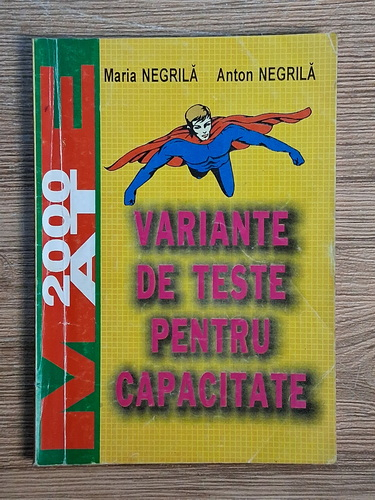 Maria NEGRILĂ Anton NEGRILĂ
MATE
2000
VARIANTE
DE TESTE
PENTRU
CAPACITATE